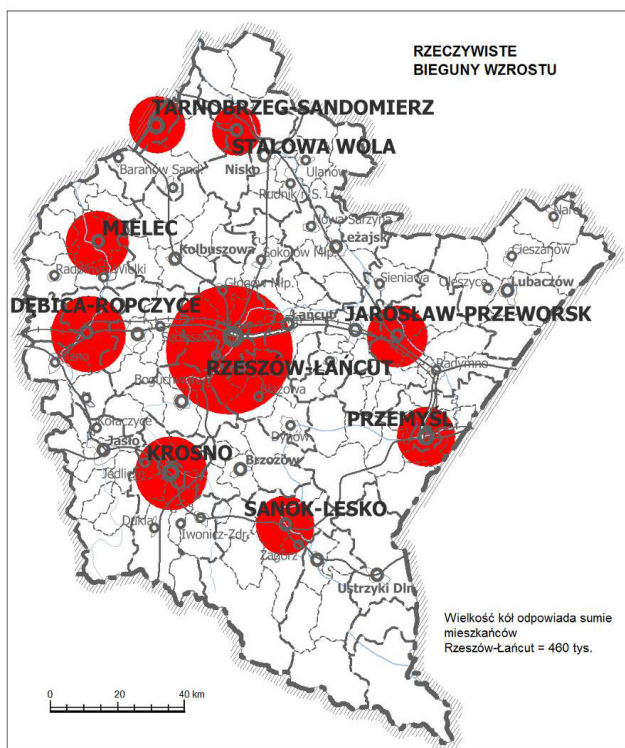 RZECZYWISTE
BIEGUNY WZROSTU
TARNOBRZEG-SANDOMIERZ
STALOWA WOLA
Baranów Sand.
Nisko
Ulanów
Rudnik n.S.
MIELEC
Nowa Sarzyna
Leżajsk
Kolbuszowa
Sokołów Młp.
Cieszanów
Radomyśl Wielki
Głogów Młp.
Sieniawa
Oleszyce
Lubaczów
DĘBICA-ROPCZYCE
Łańcut
JAROSŁAW-PRZEWORSK
RZESZÓW-ŁAŃCUT
Radymno
PRZEMYŚL
Kołaczyce
Dynów
Jasło
KROSNO
Brzozów
Jedlicze
SANOK-LESKO
Dukla
Iwonicz-Zdr.
Zagórz
Ustrzyki Dln.
Wielkość kół odpowiada sumie
mieszkańców
Rzeszów-Łańcut = 460 tys.
0 20 40 km